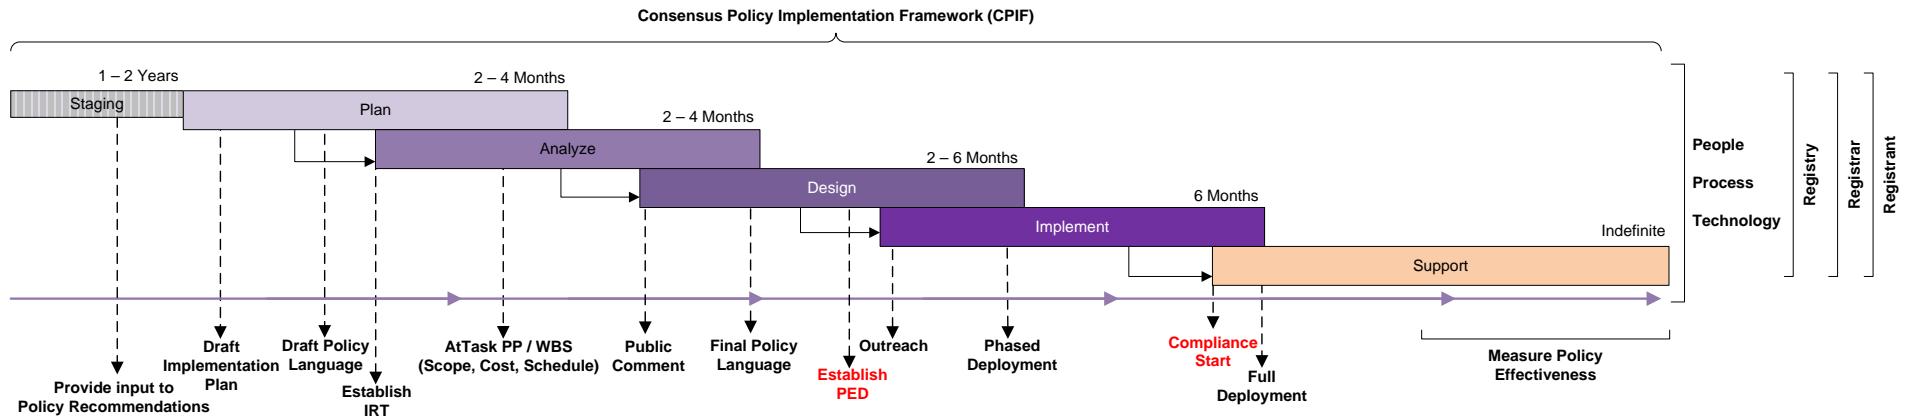 Consensus Policy Implementation Framework (CPIF)
1 – 2 Years
Staging
2 – 4 Months
Plan
2 – 4 Months
Analyze
2 – 6 Months
Design
6 Months
Implement
Indefinite
Support
People
Process
Technology
Registry
Registrar
Registrant
Provide input to
Policy Recommendations
Draft
Implementation
Plan
Draft Policy
Language
Establish
IRT
AtTask PP / WBS
(Scope, Cost, Schedule)
Public
Comment
Final Policy
Language
Establish
PED
Outreach
Phased
Deployment
Compliance
Start
Full
Deployment
Measure Policy
Effectiveness